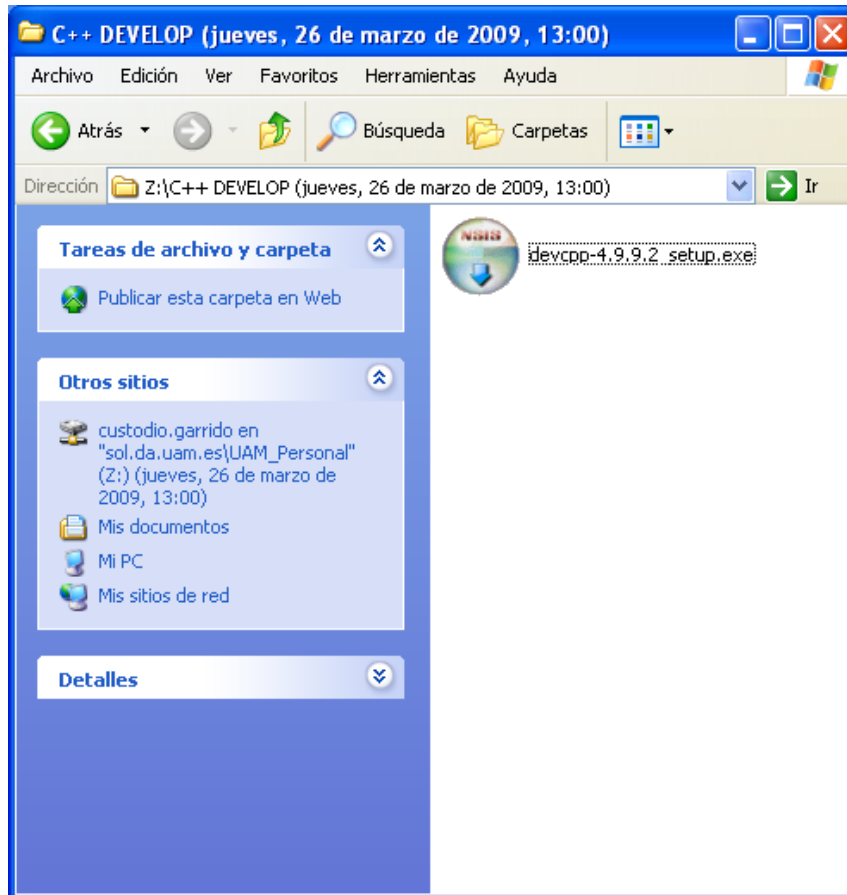 C++ DEVELOP (jueves, 26 de marzo de 2009, 13:00)
Archivo Edición Ver Favoritos Herramientas Ayuda
Atrás Búsqueda Carpetas
Dirección Z:\C++ DEVELOP (jueves, 26 de marzo de 2009, 13:00) Ir
Tareas de archivo y carpeta
Publicar esta carpeta en Web
Otros sitios
custodio.garrido en
"sol.da.uam.es\UAM_Personal"
(Z:) (jueves, 26 de marzo de
2009, 13:00)
Mis documentos
Mi PC
Mis sitios de red
Detalles
NSIS
devcpp-4.9.9.2_setup.exe